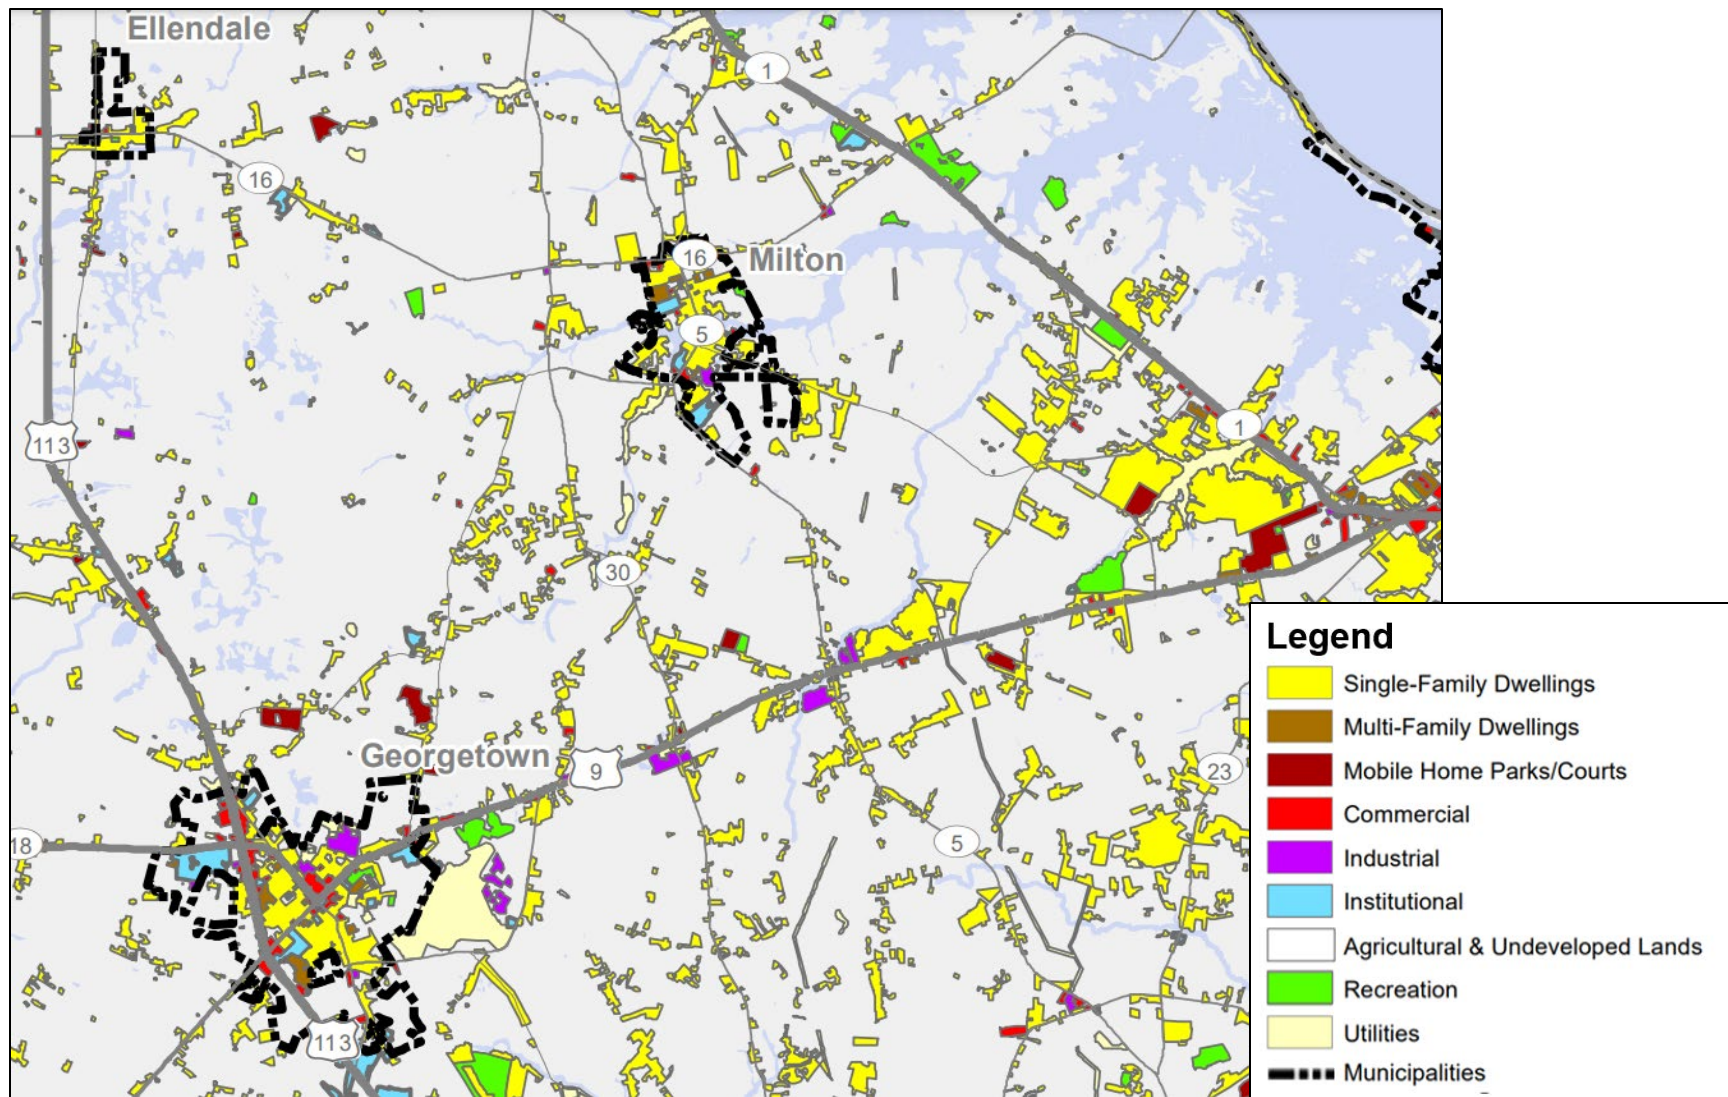 Ellendale
1
16
16
Milton
5
113
1
30
Georgetown
9
23
18
5
113
Legend
Single-Family Dwellings
Multi-Family Dwellings
Mobile Home Parks/Courts
Commercial
Industrial
Institutional
Agricultural & Undeveloped Lands
Recreation
Utilities
Municipalities